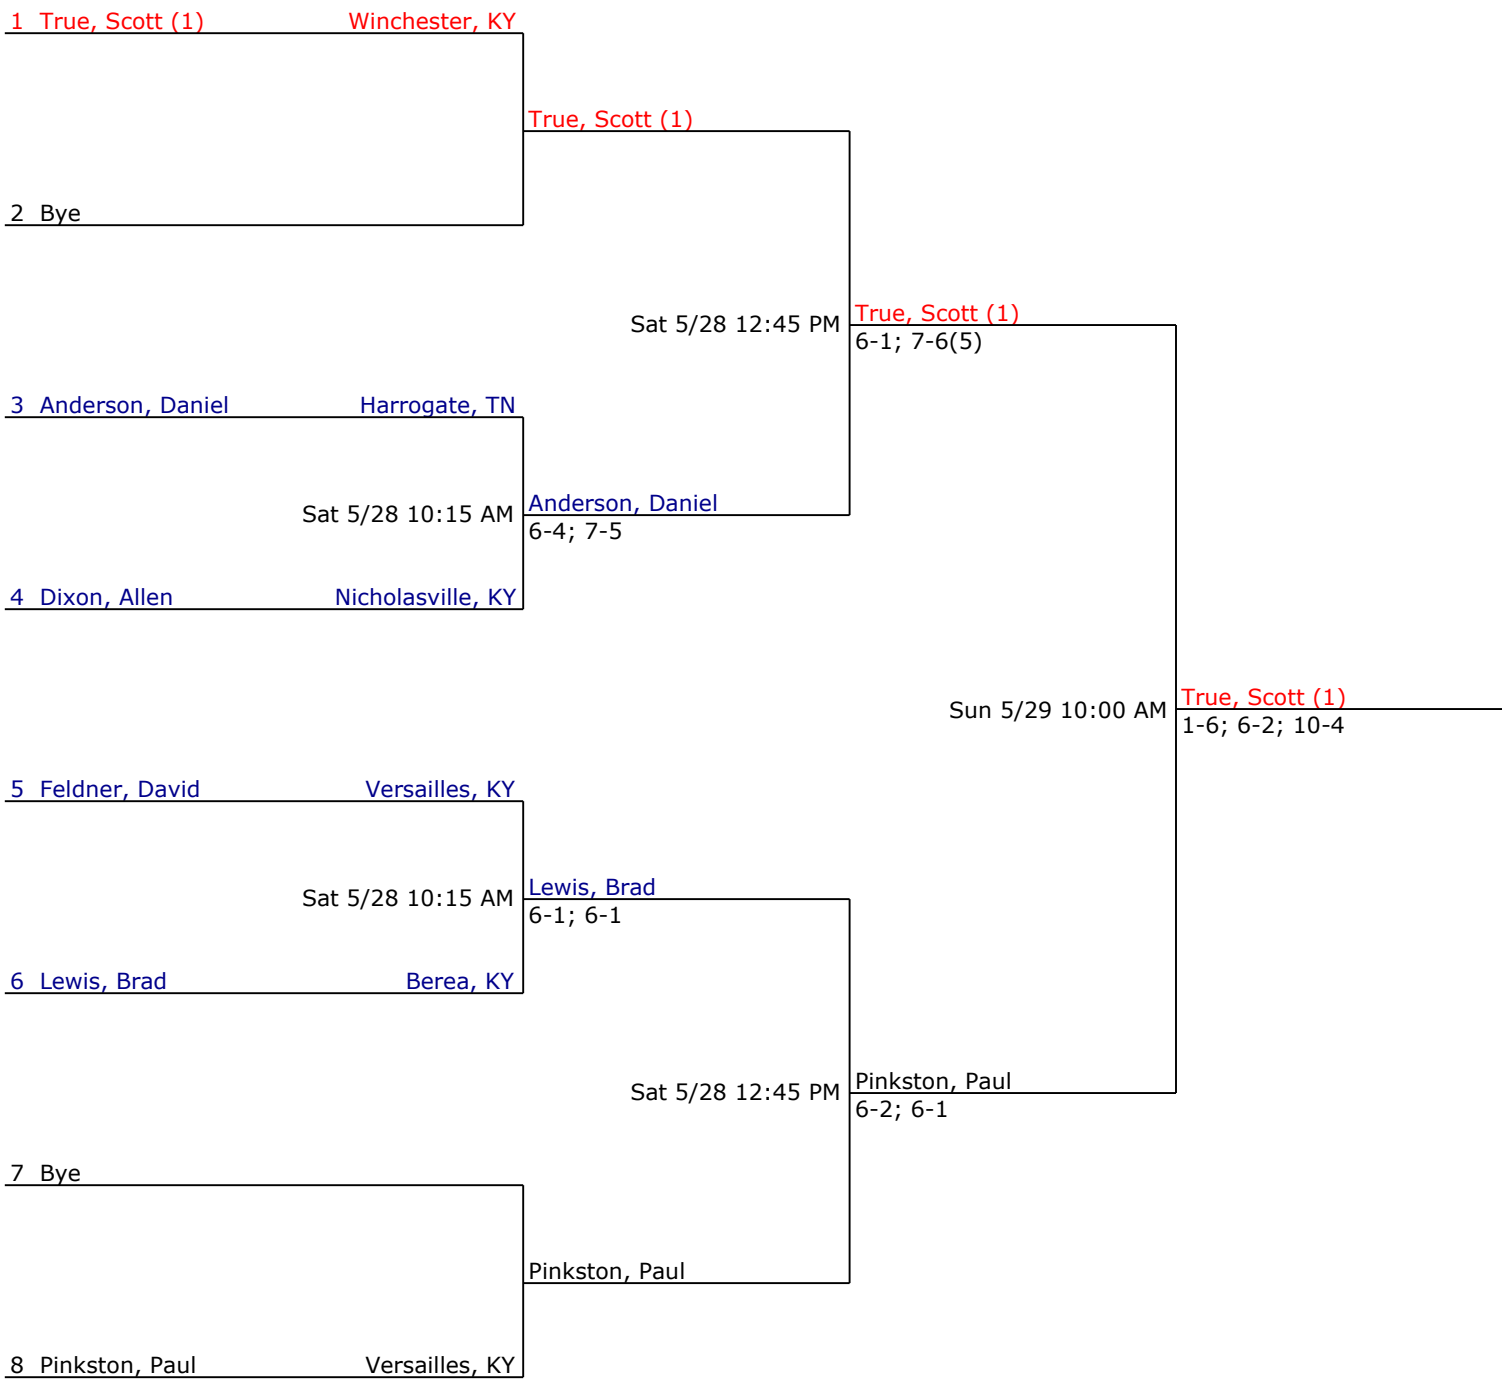 1 True, Scott (1) Winchester, KY
True, Scott (1)
2 Bye
True, Scott (1)
Sat 5/28 12:45 PM
6-1; 7-6(5)
3 Anderson, Daniel Harrogate, TN
Anderson, Daniel
Sat 5/28 10:15 AM
6-4; 7-5
4 Dixon, Allen Nicholasville, KY
True, Scott (1)
Sun 5/29 10:00 AM
1-6; 6-2; 10-4
5 Feldner, David Versailles, KY
Lewis, Brad
Sat 5/28 10:15 AM
6-1; 6-1
6 Lewis, Brad Berea, KY
Pinkston, Paul
Sat 5/28 12:45 PM
6-2; 6-1
7 Bye
Pinkston, Paul
8 Pinkston, Paul Versailles, KY